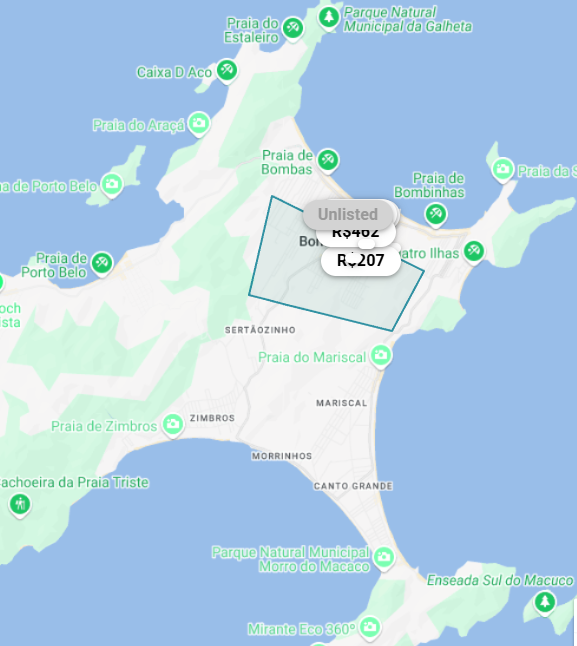 Parque Natural
Municipal da Galheta
Praia do
Estaleiro
Caixa D Aco
Praia do Araçá
Praia de
Bombas
Praia da S
a de Porto Belo
Praia de
Bombinhas
Unlisted
R$462
Bom
uatro Ilhas
R$207
Praia de
Porto Belo
och
ista
SERTÃOZINHO
Praia do Mariscal
MARISCAL
ZIMBROS
Praia de Zimbros
MORRINHOS
achoeira da Praia Triste
CANTO GRANDE
Parque Natural Municipal
Morro do Macaco
Enseada Sul do Macuco
Mirante Eco 360°